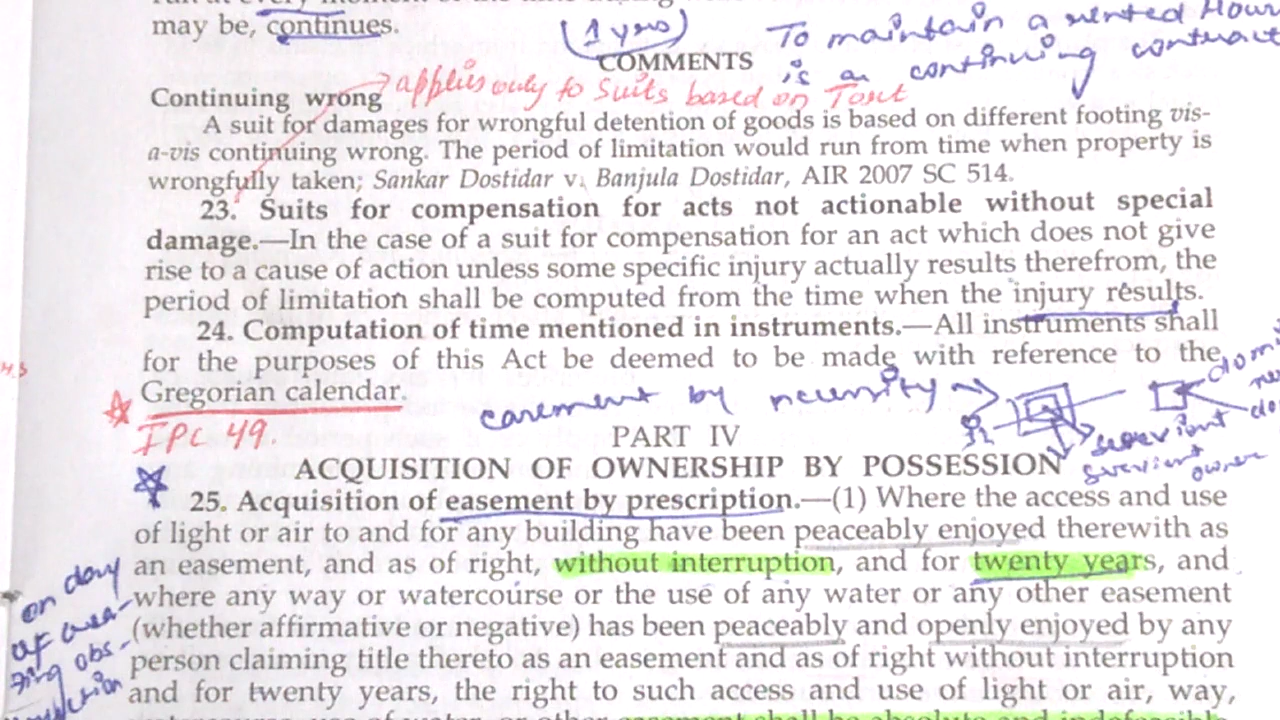 may be, continues.
(1 yrs) To maintain a rented Hou
COMMENTS is a continuing contract
Continuing wrong → applies only to Suits based on Tort
A suit for damages for wrongful detention of goods is based on different footing vis-
a-vis continuing wrong. The period of limitation would run from time when property is
wrongfully taken; Sankar Dostidar v. Banjula Dostidar, AIR 2007 SC 514.
23. Suits for compensation for acts not actionable without special
damage.—In the case of a suit for compensation for an act which does not give
rise to a cause of action unless some specific injury actually results therefrom, the
period of limitation shall be computed from the time when the injury results.
24. Computation of time mentioned in instruments.—All instruments shall
for the purposes of this Act be deemed to be made with reference to the
Gregorian calendar.
easement by necessity
IPC 49.
PART IV
servient
owner
ACQUISITION OF OWNERSHIP BY POSSESSION
25. Acquisition of easement by prescription.—(1) Where the access and use
of light or air to and for any building have been peaceably enjoyed therewith as
an easement, and as of right, without interruption, and for twenty years, and
where any way or watercourse or the use of any water or any other easement
(whether affirmative or negative) has been peaceably and openly enjoyed by any
person claiming title thereto as an easement and as of right without interruption
and for twenty years, the right to such access and use of light or air, way,
on day
of
obs-